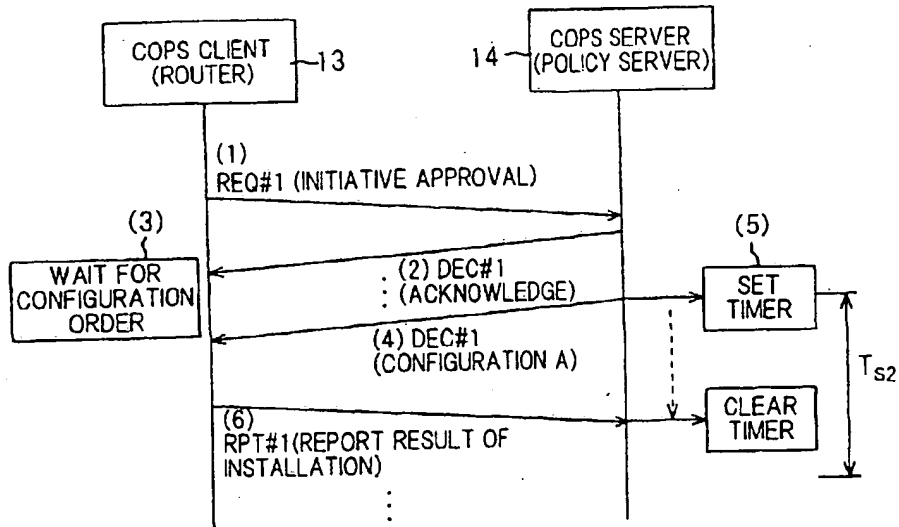 COPS CLIENT
(ROUTER)
13
14
COPS SERVER
(POLICY SERVER)
(1)
REQ#1 (INITIATIVE APPROVAL)
(3)
WAIT FOR
CONFIGURATION
ORDER
(2) DEC#1
(ACKNOWLEDGE)
(5)
SET
TIMER
(4) DEC#1
(CONFIGURATION A)
TS2
CLEAR
TIMER
(6)
RPT#1(REPORT RESULT OF
INSTALLATION)